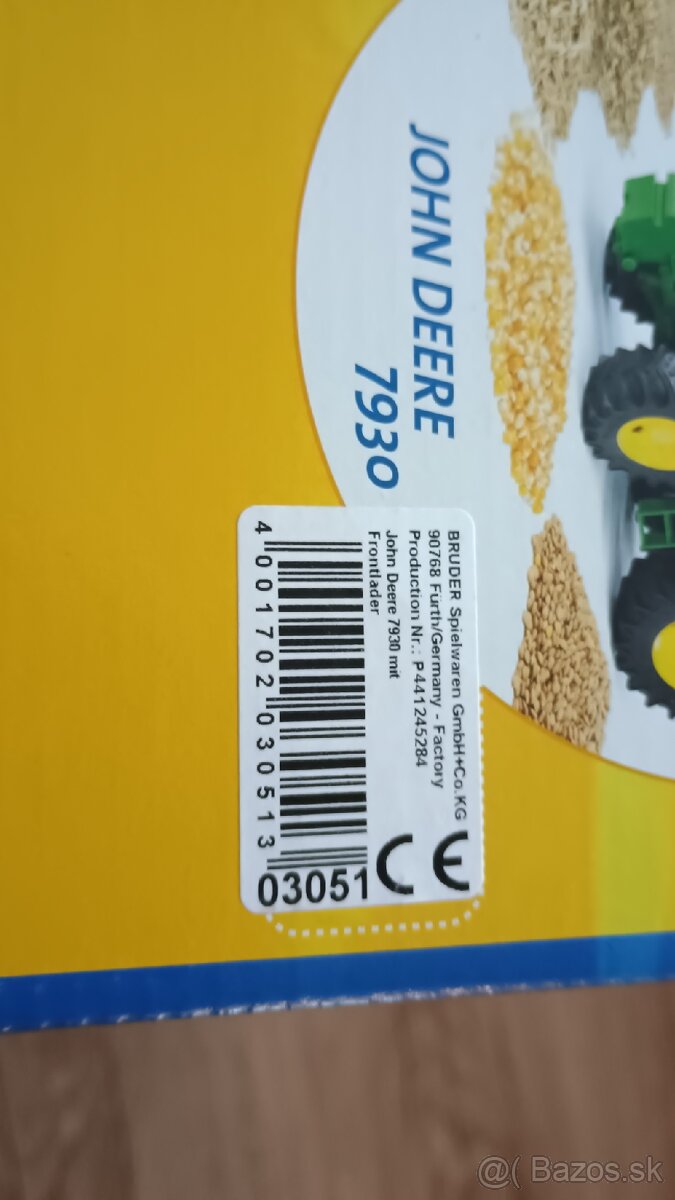 JOHN DEERE
7930
BRUDER Spielwaren GmbH+Co.KG
90768 Fürth/Germany - Factory
Production Nr.: P441245284
John Deere 7930 mit
Frontlader
CE
4 001702 030513
03051
@( Bazos.sk